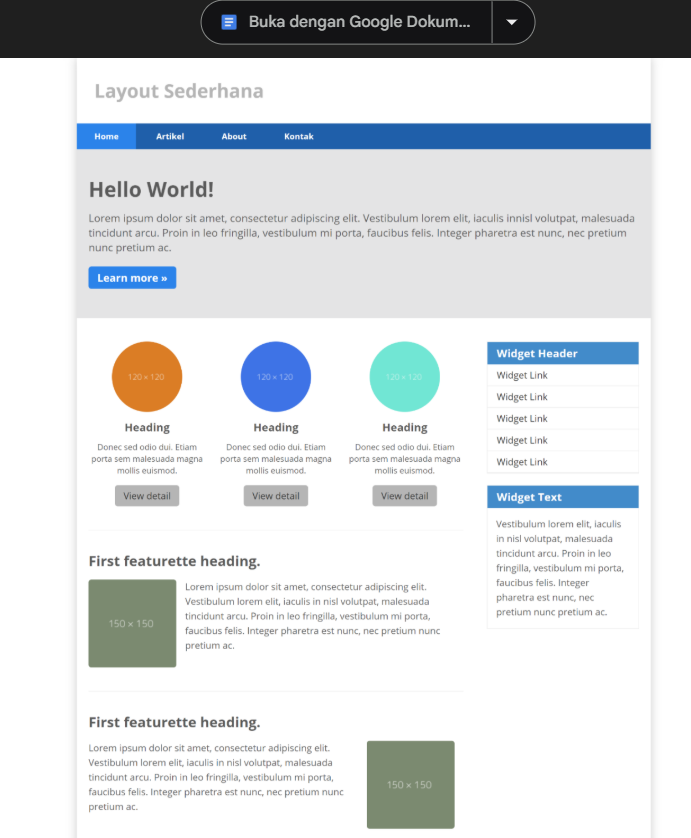 Buka dengan Google Dokum...
Layout Sederhana
Home Artikel About Kontak
Hello World!
Lorem ipsum dolor sit amet, consectetur adipiscing elit. Vestibulum lorem elit, iaculis innisl volutpat, malesuada
tincidunt arcu. Proin in leo fringilla, vestibulum mi porta, faucibus felis. Integer pharetra est nunc, nec pretium
nunc pretium ac.
Learn more »
120 × 120
Heading
Donec sed odio dui. Etiam
porta sem malesuada magna
mollis euismod.
View detail
120 × 120
Heading
Donec sed odio dui. Etiam
porta sem malesuada magna
mollis euismod.
View detail
120 × 120
Heading
Donec sed odio dui. Etiam
porta sem malesuada magna
mollis euismod.
View detail
First featurette heading.
150 × 150
Lorem ipsum dolor sit amet, consectetur adipiscing elit.
Vestibulum lorem elit, iaculis in nisl volutpat, malesuada
tincidunt arcu. Proin in leo fringilla, vestibulum mi porta,
faucibus felis. Integer pharetra est nunc, nec pretium nunc
pretium ac.
First featurette heading.
Lorem ipsum dolor sit amet, consectetur adipiscing elit.
Vestibulum lorem elit, iaculis in nisl volutpat, malesuada
tincidunt arcu. Proin in leo fringilla, vestibulum mi porta,
faucibus felis. Integer pharetra est nunc, nec pretium nunc
pretium ac.
150 × 150
Widget Header
Widget Link
Widget Link
Widget Link
Widget Link
Widget Link
Widget Text
Vestibulum lorem elit, iaculis
in nisl volutpat, malesuada
tincidunt arcu. Proin in leo
fringilla, vestibulum mi porta,
faucibus felis. Integer
pharetra est nunc, nec
pretium nunc pretium ac.